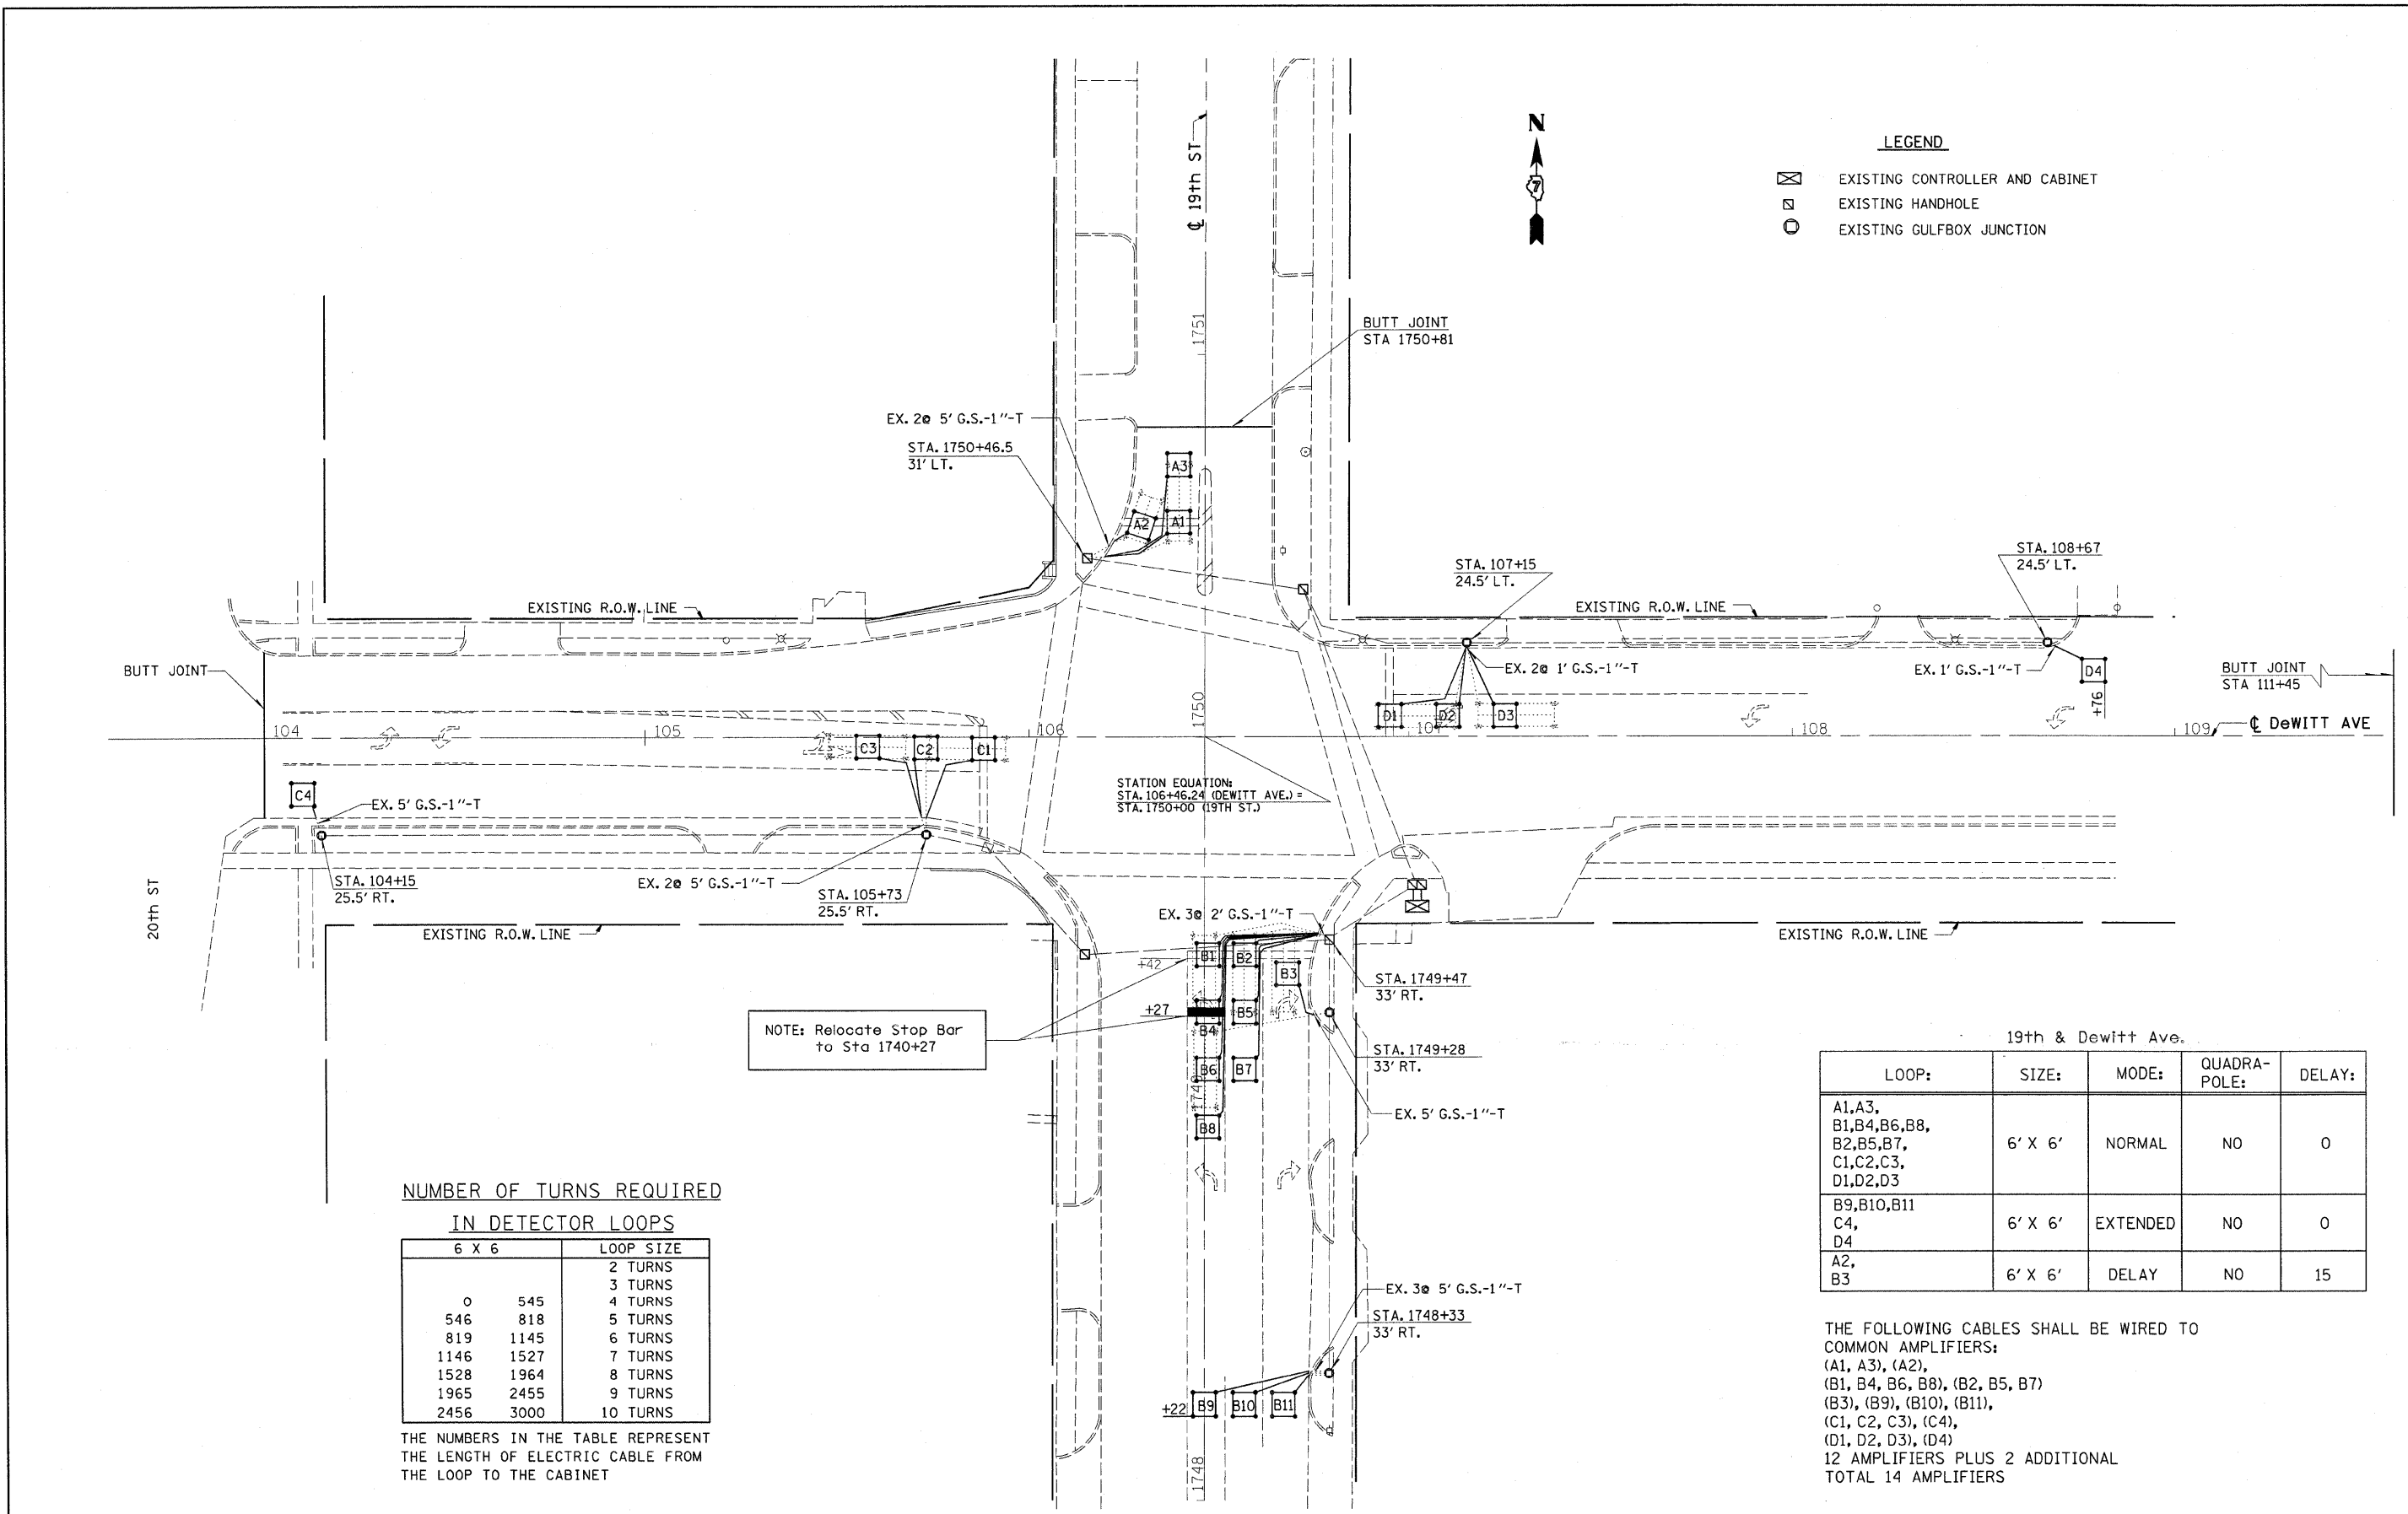 N
7
LEGEND
EXISTING CONTROLLER AND CABINET
EXISTING HANDHOLE
EXISTING GULFBOX JUNCTION
℄ 19th ST
1751
BUTT JOINT
STA 1750+81
EX. 2@ 5' G.S.-1"-T
STA. 1750+46.5
31' LT.
A3
A2
A1
STA. 107+15
24.5' LT.
STA. 108+67
24.5' LT.
EXISTING R.O.W. LINE
EXISTING R.O.W. LINE
BUTT JOINT
EX. 2@ 1' G.S.-1"-T
EX. 1' G.S.-1"-T
D4
+76
BUTT JOINT
STA 111+45
1750
D1
D2
D3
104
105
106
107
108
109
℄ DeWITT AVE
C3
C2
C1
STATION EQUATION:
STA. 106+46.24 (DEWITT AVE.) =
STA. 1750+00 (19TH ST.)
C4
EX. 5' G.S.-1"-T
20th ST
STA. 104+15
25.5' RT.
EX. 2@ 5' G.S.-1"-T
STA. 105+73
25.5' RT.
EXISTING R.O.W. LINE
EX. 3@ 2' G.S.-1"-T
EXISTING R.O.W. LINE
B1
B2
B3
+42
STA. 1749+47
33' RT.
+27
B4
B5
NOTE: Relocate Stop Bar
to Sta 1740+27
STA. 1749+28
33' RT.
B6
B7
1749
EX. 5' G.S.-1"-T
B8
19th & Dewitt Ave.
LOOP: SIZE: MODE: QUADRA-
POLE: DELAY:
A1,A3,
B1,B4,B6,B8,
B2,B5,B7,
C1,C2,C3,
D1,D2,D3
6' X 6' NORMAL NO 0
B9,B10,B11
C4,
D4
6' X 6' EXTENDED NO 0
A2,
B3
6' X 6' DELAY NO 15
NUMBER OF TURNS REQUIRED
IN DETECTOR LOOPS
6 X 6 LOOP SIZE
2 TURNS
3 TURNS
0 545 4 TURNS
546 818 5 TURNS
819 1145 6 TURNS
1146 1527 7 TURNS
1528 1964 8 TURNS
1965 2455 9 TURNS
2456 3000 10 TURNS
THE NUMBERS IN THE TABLE REPRESENT
THE LENGTH OF ELECTRIC CABLE FROM
THE LOOP TO THE CABINET
EX. 3@ 5' G.S.-1"-T
STA. 1748+33
33' RT.
+22
B9
B10
B11
1748
THE FOLLOWING CABLES SHALL BE WIRED TO
COMMON AMPLIFIERS:
(A1, A3), (A2),
(B1, B4, B6, B8), (B2, B5, B7)
(B3), (B9), (B10), (B11),
(C1, C2, C3), (C4),
(D1, D2, D3), (D4)
12 AMPLIFIERS PLUS 2 ADDITIONAL
TOTAL 14 AMPLIFIERS